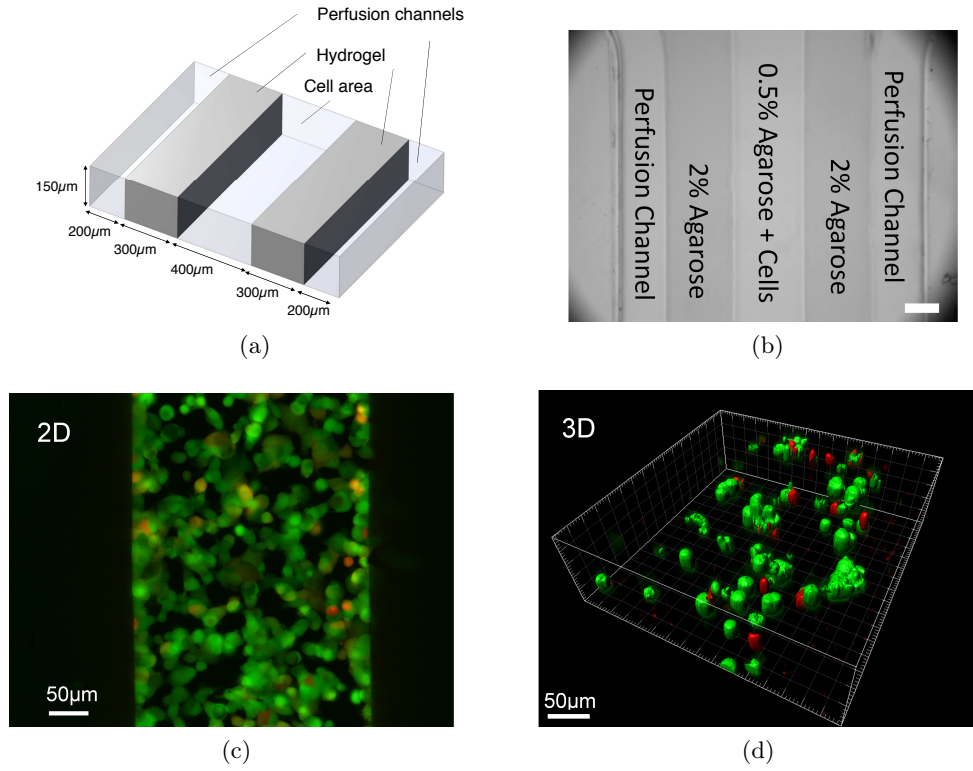 Perfusion channels
Hydrogel
Cell area
150µm
200µm
300µm
400µm
300µm
200µm
(a)
Perfusion Channel
2% Agarose
0.5% Agarose + Cells
2% Agarose
Perfusion Channel
(b)
2D
50µm
(c)
3D
50µm
(d)